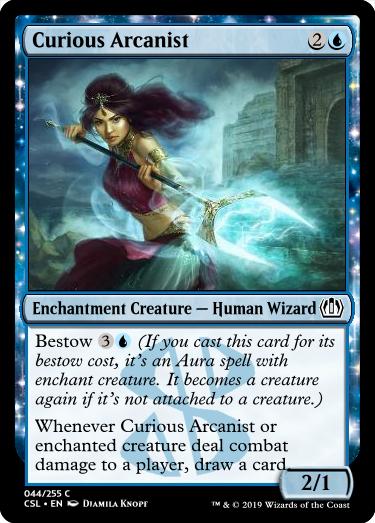 Curious Arcanist 2
Enchantment Creature — Human Wizard
Bestow 3 (If you cast this card for its
bestow cost, it's an Aura spell with
enchant creature. It becomes a creature
again if it's not attached to a creature.)
Whenever Curious Arcanist or
enchanted creature deal combat
damage to a player, draw a card.
2/1
044/255 C
CSL • EN Diamila Knopf ™ & © 2019 Wizards of the Coast